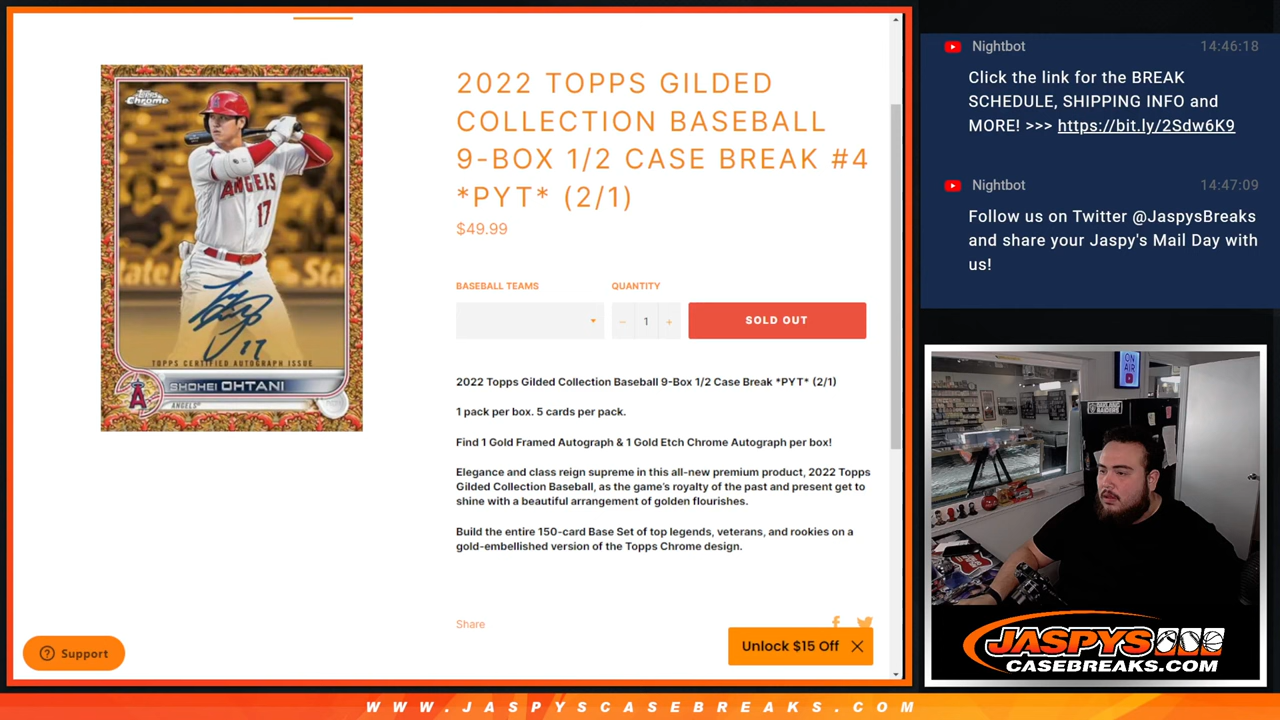 2022 TOPPS GILDED
COLLECTION BASEBALL
9-BOX 1/2 CASE BREAK #4
*PYT* (2/1)
$49.99
BASEBALL TEAMS
QUANTITY
− 1 +
SOLD OUT
2022 Topps Gilded Collection Baseball 9-Box 1/2 Case Break *PYT* (2/1)
1 pack per box. 5 cards per pack.
Find 1 Gold Framed Autograph & 1 Gold Etch Chrome Autograph per box!
Elegance and class reign supreme in this all-new premium product, 2022 Topps
Gilded Collection Baseball, as the game's royalty of the past and present get to
shine with a beautiful arrangement of golden flourishes.
Build the entire 150-card Base Set of top legends, veterans, and rookies on a
gold-embellished version of the Topps Chrome design.
Share
Unlock $15 Off
Support
Topps
Chrome
ANGELS
17
TOPPS CERTIFIED AUTOGRAPH ISSUE
SHOHEI OHTANI
ANGELS
Nightbot 14:46:18
Click the link for the BREAK
SCHEDULE, SHIPPING INFO and
MORE! >>> https://bit.ly/2Sdw6K9
Nightbot 14:47:09
Follow us on Twitter @JaspysBreaks
and share your Jaspy's Mail Day with
us!
ON
AIR
JASPYS
CASEBREAKS.COM
WWW.JASPYSCASEBREAKS.COM